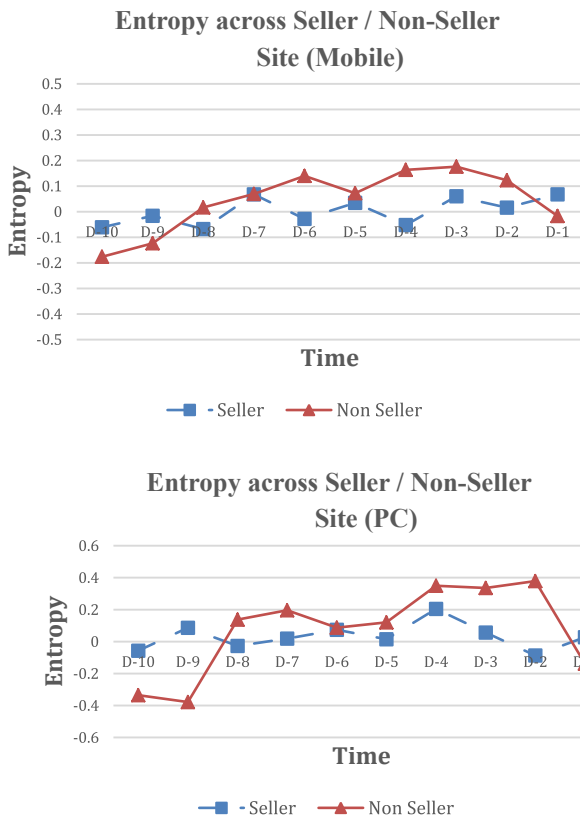 Entropy across Seller / Non-Seller
Site (Mobile)
0.5
0.4
0.3
0.2
0.1
0
-0.1
-0.2
-0.3
-0.4
-0.5
Entropy
D-10 D-9 D-8 D-7 D-6 D-5 D-4 D-3 D-2 D-1
Time
Seller Non Seller
Entropy across Seller / Non-Seller
Site (PC)
0.6
0.4
0.2
0
-0.2
-0.4
-0.6
Entropy
D-10 D-9 D-8 D-7 D-6 D-5 D-4 D-3 D-2
Time
Seller Non Seller